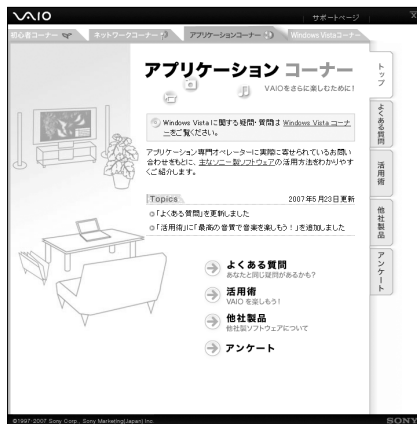 VAIO
サポートページ
初心者コーナー
ネットワークコーナー
アプリケーションコーナー
Windows Vistaコーナー
アプリケーション コーナー
VAIOをさらに楽しむために!
Windows Vistaに関する疑問・質問は Windows Vista コーナ
ーをご覧ください。
アプリケーション専門オペレーターに実際に寄せられているお問い
合わせをもとに、主なソニー製ソフトウェアの活用方法をわかりやす
くご紹介します。
Topics
2007年5月23日更新
「よくある質問」を更新しました
「活用術」に「最高の音質で音楽を楽しもう!」を追加しました
よくある質問
あなたと同じ疑問があるかも?
活用術
VAIO を楽しもう!
他社製品
他社製ソフトウェアについて
アンケート
トップ
よくある質問
活用術
他社製品
アンケート
©1997-2007 Sony Corp., Sony Marketing(Japan) Inc.
SONY